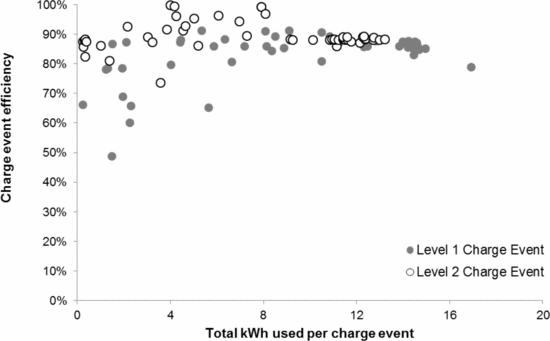 100%
90%
80%
70%
60%
50%
40%
30%
20%
10%
0%
Charge event efficiency
Level 1 Charge Event
Level 2 Charge Event
0 4 8 12 16 20
Total kWh used per charge event